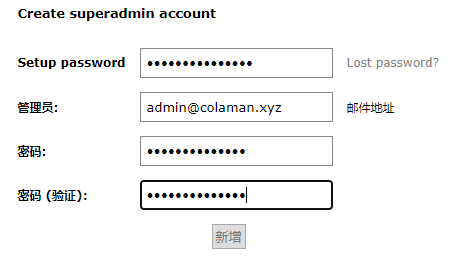 Create superadmin account
Setup password ••••••••••••••• Lost password?
管理员: admin@colaman.xyz 邮件地址
密码: ••••••••••••••
密码 (验证): ••••••••••••••
新增